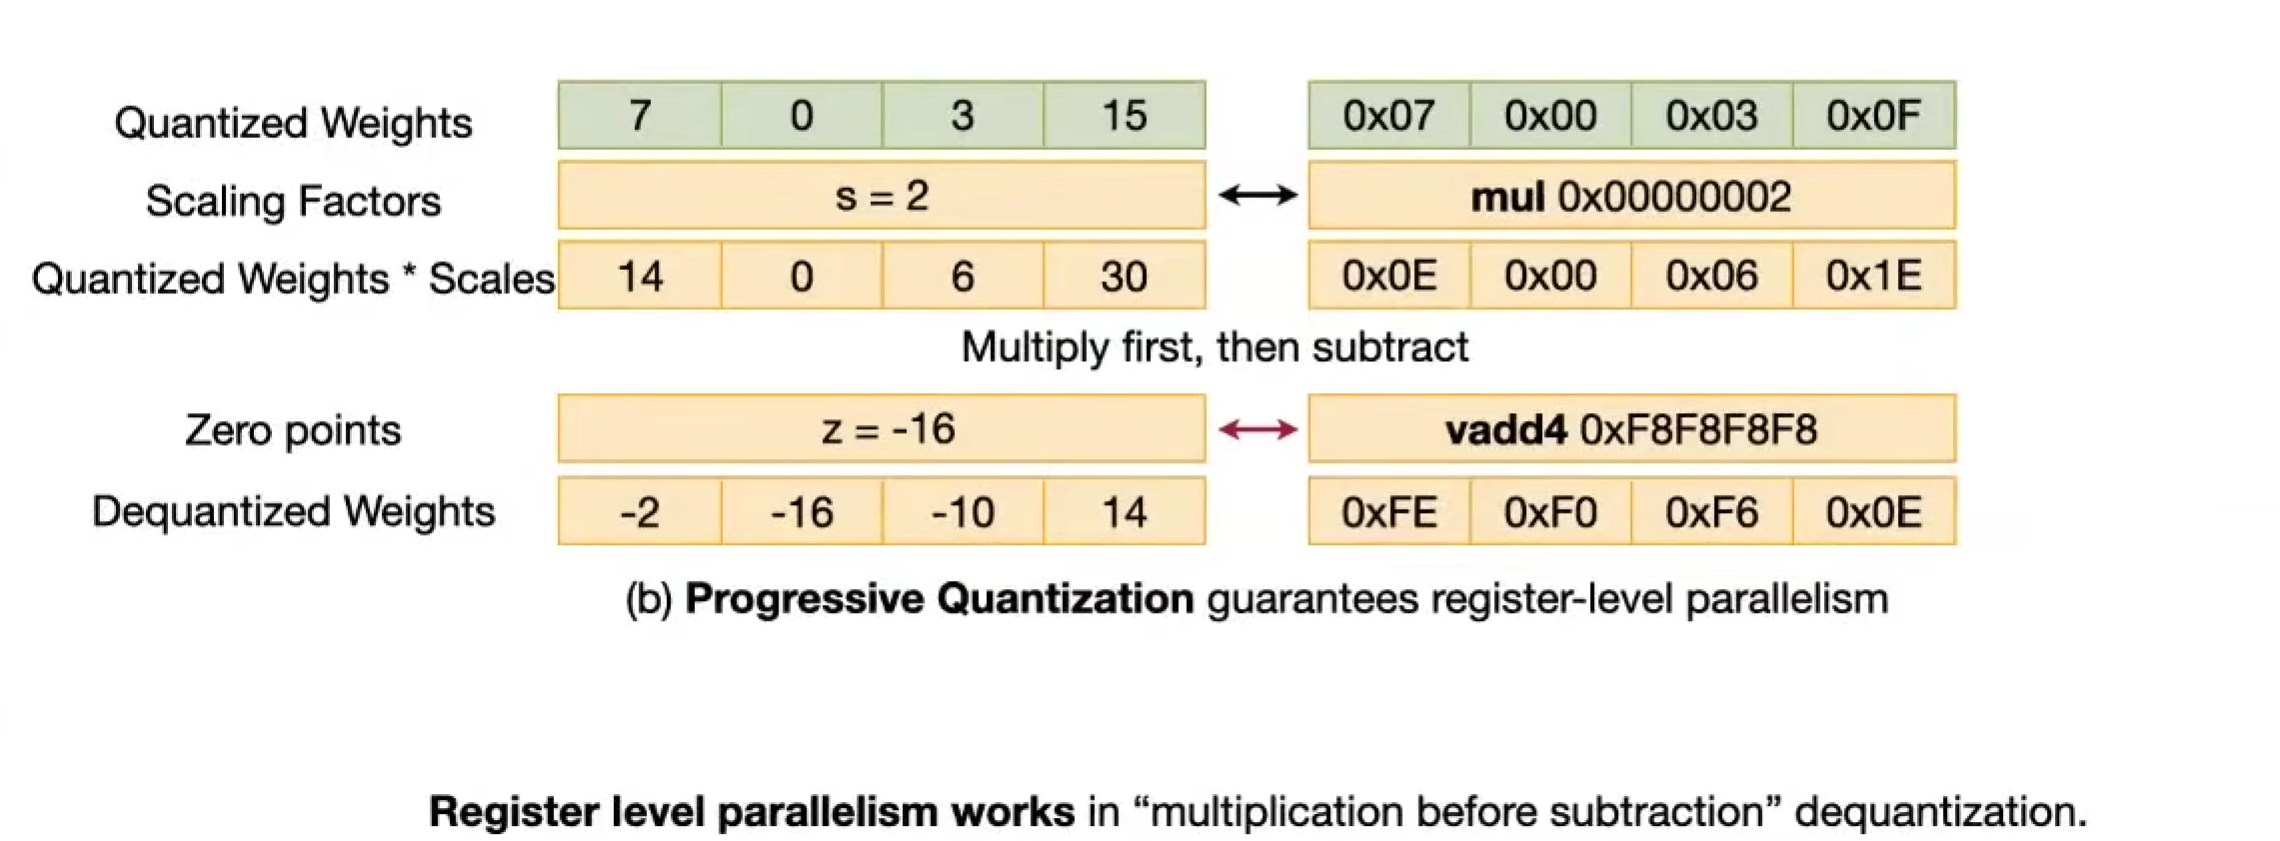 Quantized Weights 7 0 3 15 0x07 0x00 0x03 0x0F
Scaling Factors s = 2 mul 0x00000002
Quantized Weights * Scales 14 0 6 30 0x0E 0x00 0x06 0x1E
Multiply first, then subtract
Zero points z = -16 vadd4 0xF8F8F8F8
Dequantized Weights -2 -16 -10 14 0xFE 0xF0 0xF6 0x0E
(b) Progressive Quantization guarantees register-level parallelism
Register level parallelism works in “multiplication before subtraction” dequantization.